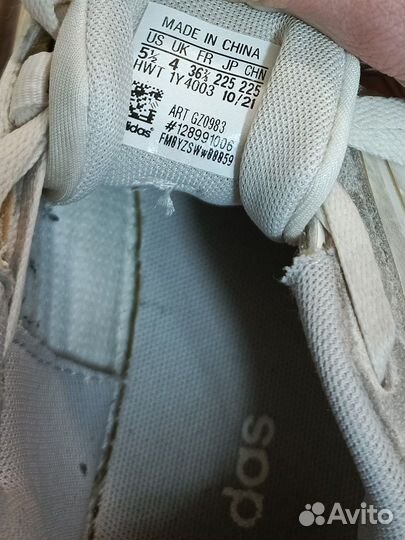 MADE IN CHINA
US UK FR JP CHN
5½ 4 36⅔ 225 225
HWT 1Y4003 10/21
ART GZ0983
#128991006
FMBYZSWwD8859
adidas
das
Avito